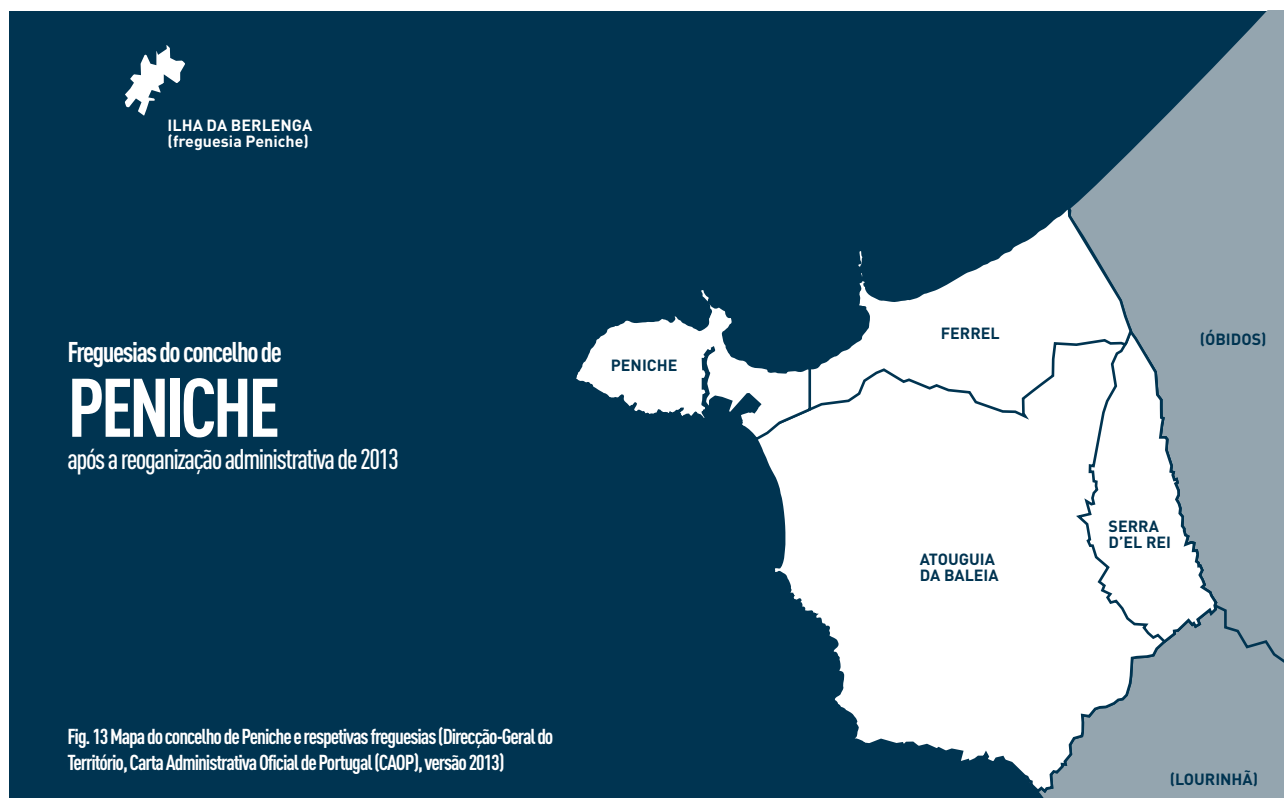 ILHA DA BERLENGA
(freguesia Peniche)
Freguesias do concelho de
PENICHE
após a reoganização administrativa de 2013
PENICHE
FERREL
(ÓBIDOS)
SERRA
D'EL REI
ATOUGUIA
DA BALEIA
(LOURINHÃ)
Fig. 13 Mapa do concelho de Peniche e respetivas freguesias (Direcção-Geral do
Território, Carta Administrativa Oficial de Portugal (CAOP), versão 2013)